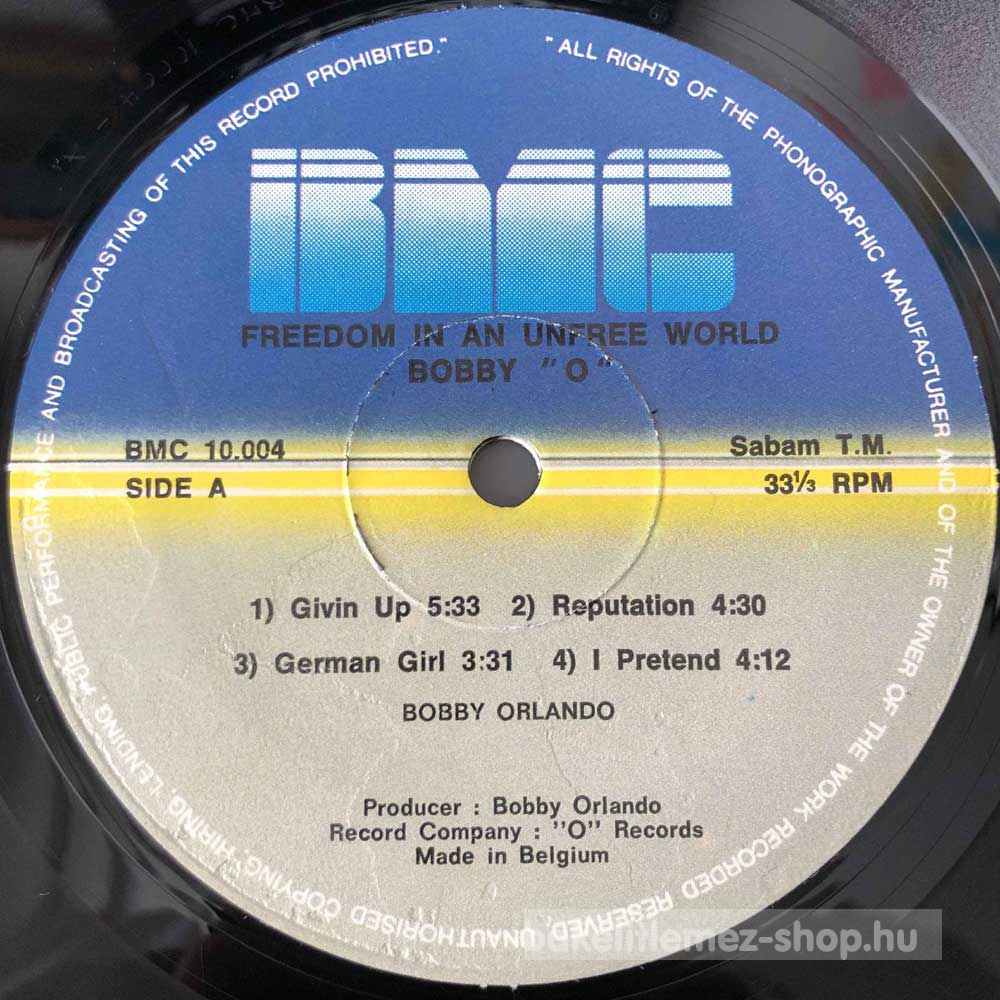 "ALL RIGHTS OF THE PHONOGRAPHIC MANUFACTURER AND OF THE OWNER OF THE WORK RECORDED RESERVED, UNAUTHORISED COPYING, HIRING, LENDING, PUBLIC PERFORMANCE AND BROADCASTING OF THIS RECORD PROHIBITED."
BMC
FREEDOM IN AN UNFREE WORLD
BOBBY "O"
BMC 10.004
Sabam T.M.
SIDE A
33⅓ RPM
1) Givin Up 5:33 2) Reputation 4:30
3) German Girl 3:31 4) I Pretend 4:12
BOBBY ORLANDO
Producer : Bobby Orlando
Record Company : "O" Records
Made in Belgium
bakelitlemez-shop.hu